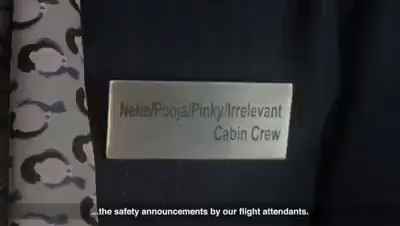 Neha/Pooja/Pinky/Irrelevant
Cabin Crew
...the safety announcements by our flight attendants.